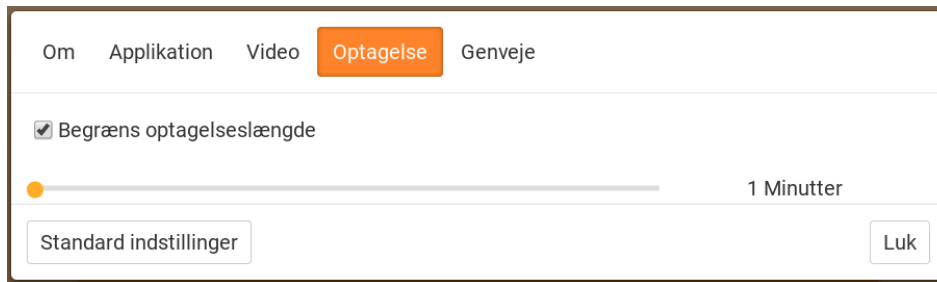 Om Applikation Video Optagelse Genveje
Begræns optagelseslængde
1 Minutter
Standard indstillinger Luk